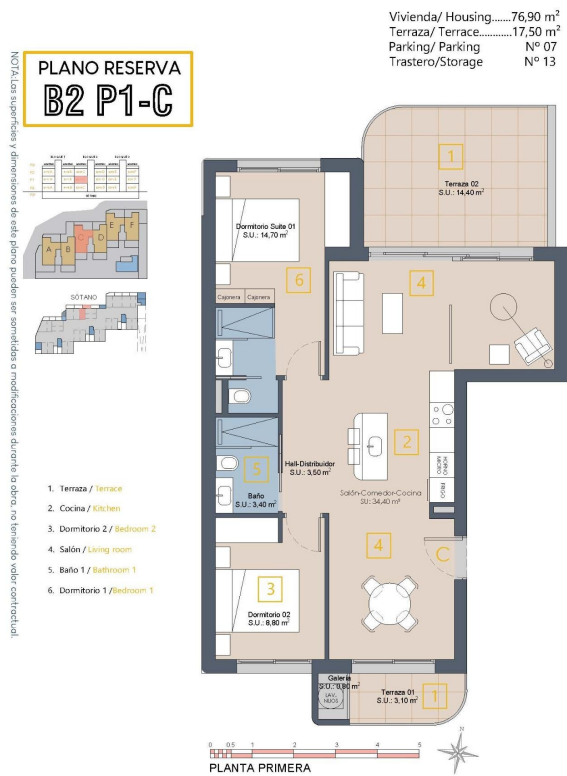 Vivienda/ Housing......76,90 m²
Terraza/ Terrace............17,50 m²
Parking/ Parking Nº 07
Trastero/Storage Nº 13
PLANO RESERVA
B2 P1-C
NOTA:Las superficies y dimensiones de este plano pueden ser sometidas a modificaciones durante la obra, no teniendo valor contractual.
A B C D E F
SÓTANO
1. Terraza / Terrace
2. Cocina / Kitchen
3. Dormitorio 2 / Bedroom 2
4. Salón / Living room
5. Baño 1 / Bathroom 1
6. Dormitorio 1 / Bedroom 1
1
Terraza 02
S.U.: 14,40 m²
Dormitorio Suite 01
S.U.: 14,70 m²
6
4
Cajonera Cajonera
2
HORNO
MICRO
FRIGO
Hall-Distribuidor
S.U.: 3,50 m²
5
Baño
S.U.: 3,40 m²
Salón-Comedor-Cocina
SU: 34,40 m²
4
C
3
Dormitorio 02
S.U.: 8,80 m²
Galería
S.U.: 0,80 m²
LAV.
NUOS
Terraza 01
S.U.: 3,10 m²
1
0 0.5 1 2 3 4 5
N
PLANTA PRIMERA